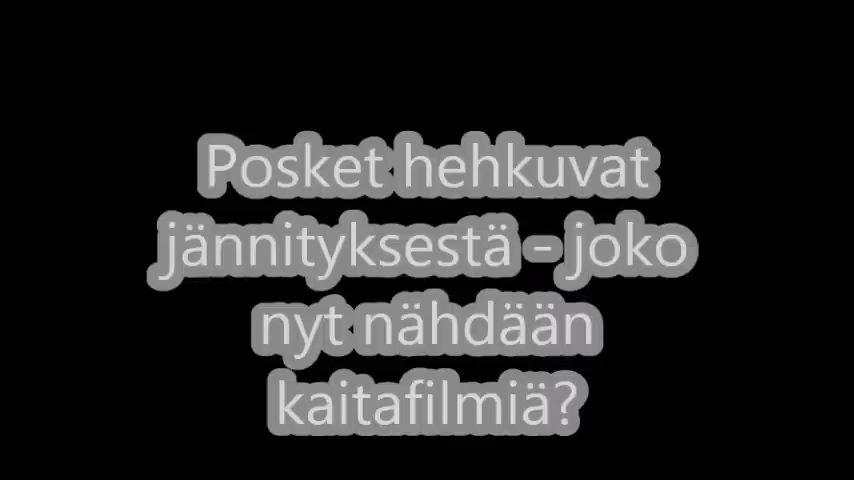 Posket hehkuvat
jännityksestä - joko
nyt nähdään
kaitafilmiä?